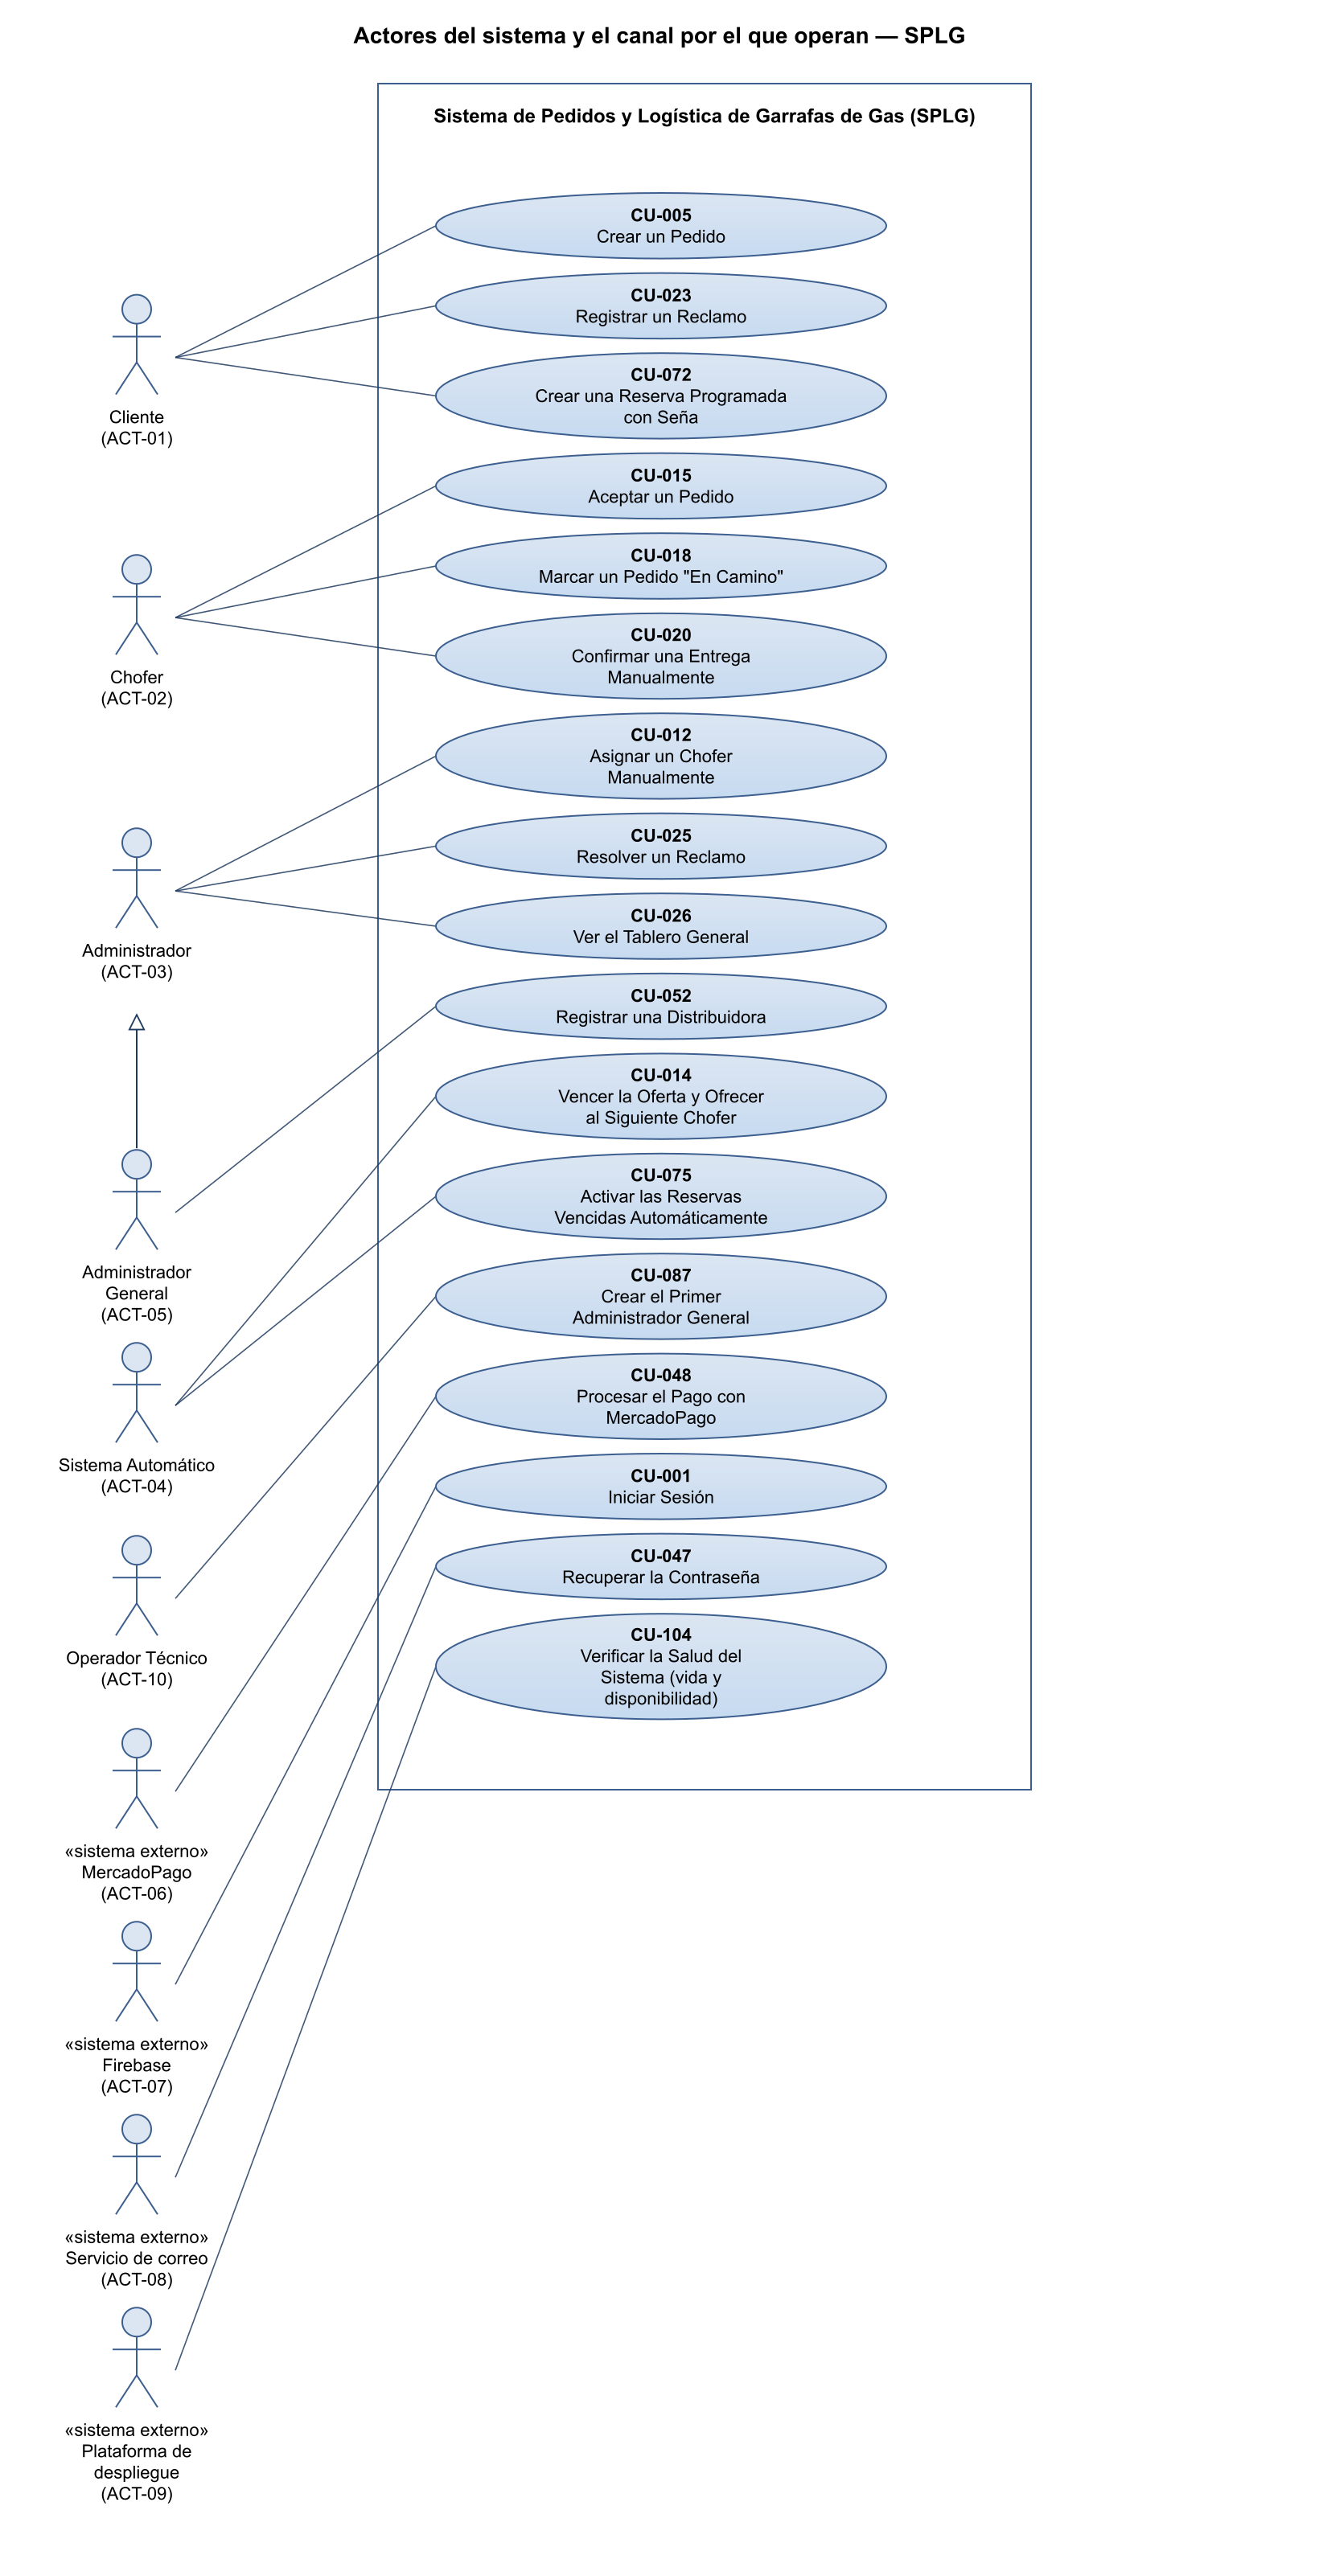 Actores del sistema y el canal por el que operan — SPLG
Sistema de Pedidos y Logística de Garrafas de Gas (SPLG)
CU-005
Crear un Pedido
CU-023
Registrar un Reclamo
CU-072
Crear una Reserva Programada
con Seña
Cliente
(ACT-01)
CU-015
Aceptar un Pedido
CU-018
Marcar un Pedido "En Camino"
CU-020
Confirmar una Entrega
Manualmente
Chofer
(ACT-02)
CU-012
Asignar un Chofer
Manualmente
CU-025
Resolver un Reclamo
CU-026
Ver el Tablero General
Administrador
(ACT-03)
CU-052
Registrar una Distribuidora
CU-014
Vencer la Oferta y Ofrecer
al Siguiente Chofer
CU-075
Activar las Reservas
Vencidas Automáticamente
Administrador
General
(ACT-05)
CU-087
Crear el Primer
Administrador General
CU-048
Procesar el Pago con
MercadoPago
Sistema Automático
(ACT-04)
CU-001
Iniciar Sesión
CU-047
Recuperar la Contraseña
CU-104
Verificar la Salud del
Sistema (vida y
disponibilidad)
Operador Técnico
(ACT-10)
«sistema externo»
MercadoPago
(ACT-06)
«sistema externo»
Firebase
(ACT-07)
«sistema externo»
Servicio de correo
(ACT-08)
«sistema externo»
Plataforma de
despliegue
(ACT-09)